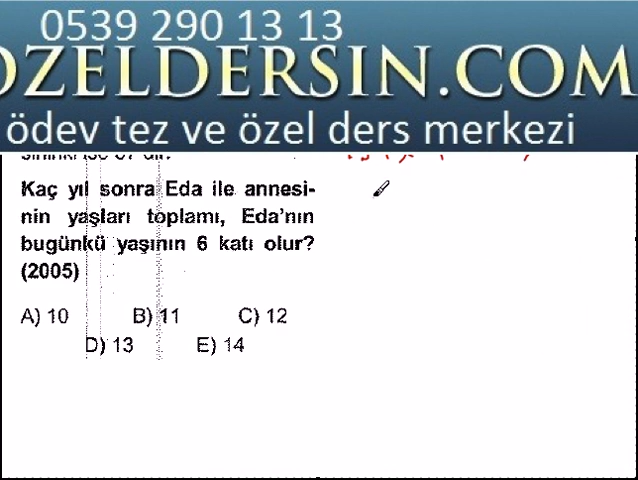 0539 290 13 13
OZELDERSIN.COM
ödev tez ve özel ders merkezi
Kaç yıl sonra Eda ile annesi-
nin yaşları toplamı, Eda'nın
bugünkü yaşının 6 katı olur?
(2005)
A) 10 B) 11 C) 12
D) 13 E) 14